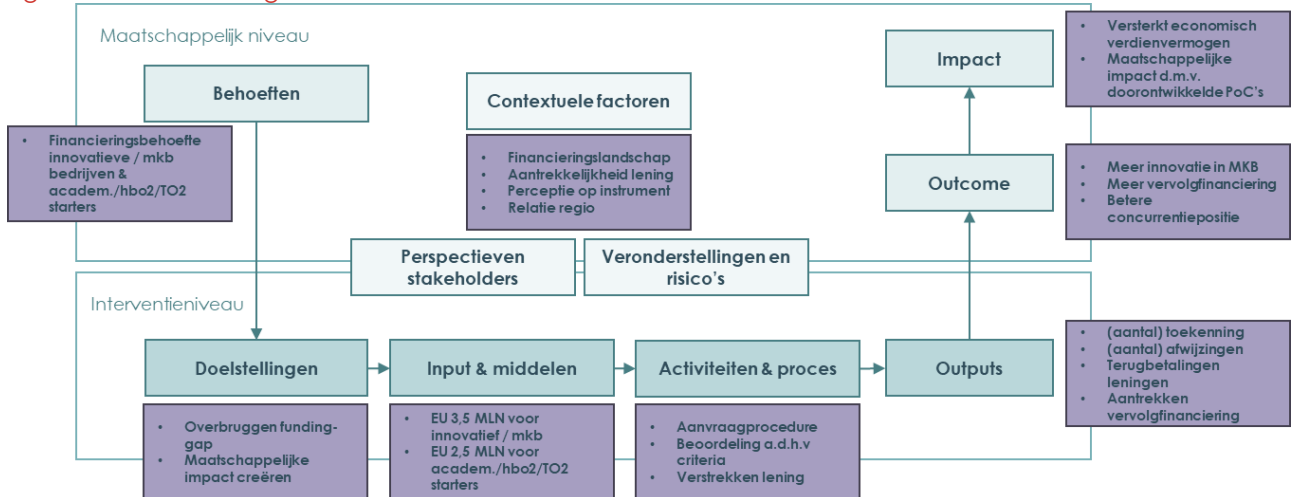 Maatschappelijk niveau
Behoeften
• Financieringsbehoefte
innovatieve / mkb
bedrijven &
academ./hbo2/TO2
starters
Contextuele factoren
• Financieringslandschap
• Aantrekkelijkheid lening
• Perceptie op instrument
• Relatie regio
Impact
• Versterkt economisch
verdienvermogen
• Maatschappelijke
impact d.m.v.
doorontwikkelde PoC's
Outcome
• Meer innovatie in MKB
• Meer vervolgfinanciering
• Betere
concurrentiepositie
Perspectieven
stakeholders
Veronderstellingen en
risico's
Interventieniveau
Doelstellingen
• Overbruggen funding-
gap
• Maatschappelijke
impact creëren
Input & middelen
• EU 3,5 MLN voor
innovatief / mkb
• EU 2,5 MLN voor
academ./hbo2/TO2
starters
Activiteiten & proces
• Aanvraagprocedure
• Beoordeling a.d.h.v
criteria
• Verstrekken lening
Outputs
• (aantal) toekenning
• (aantal) afwijzingen
• Terugbetalingen
leningen
• Aantrekken
vervolgfinanciering